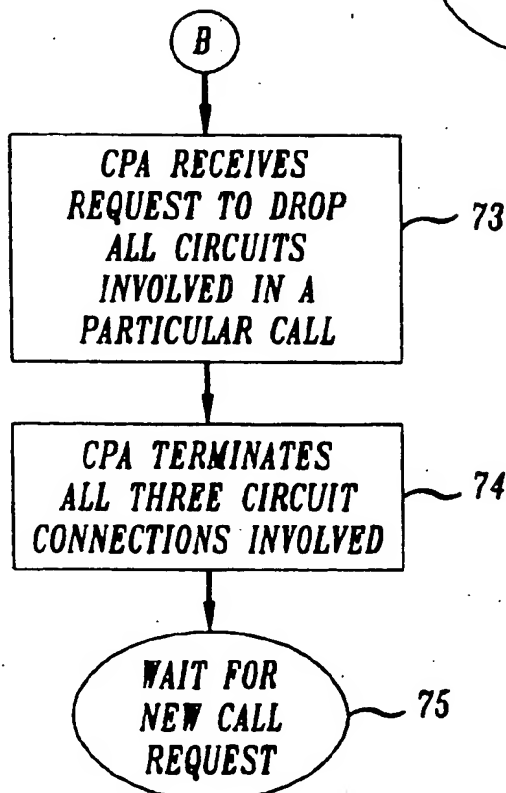 B
CPA RECEIVES
REQUEST TO DROP
ALL CIRCUITS
INVOLVED IN A
PARTICULAR CALL
73
CPA TERMINATES
ALL THREE CIRCUIT
CONNECTIONS INVOLVED
74
WAIT FOR
NEW CALL
REQUEST
75